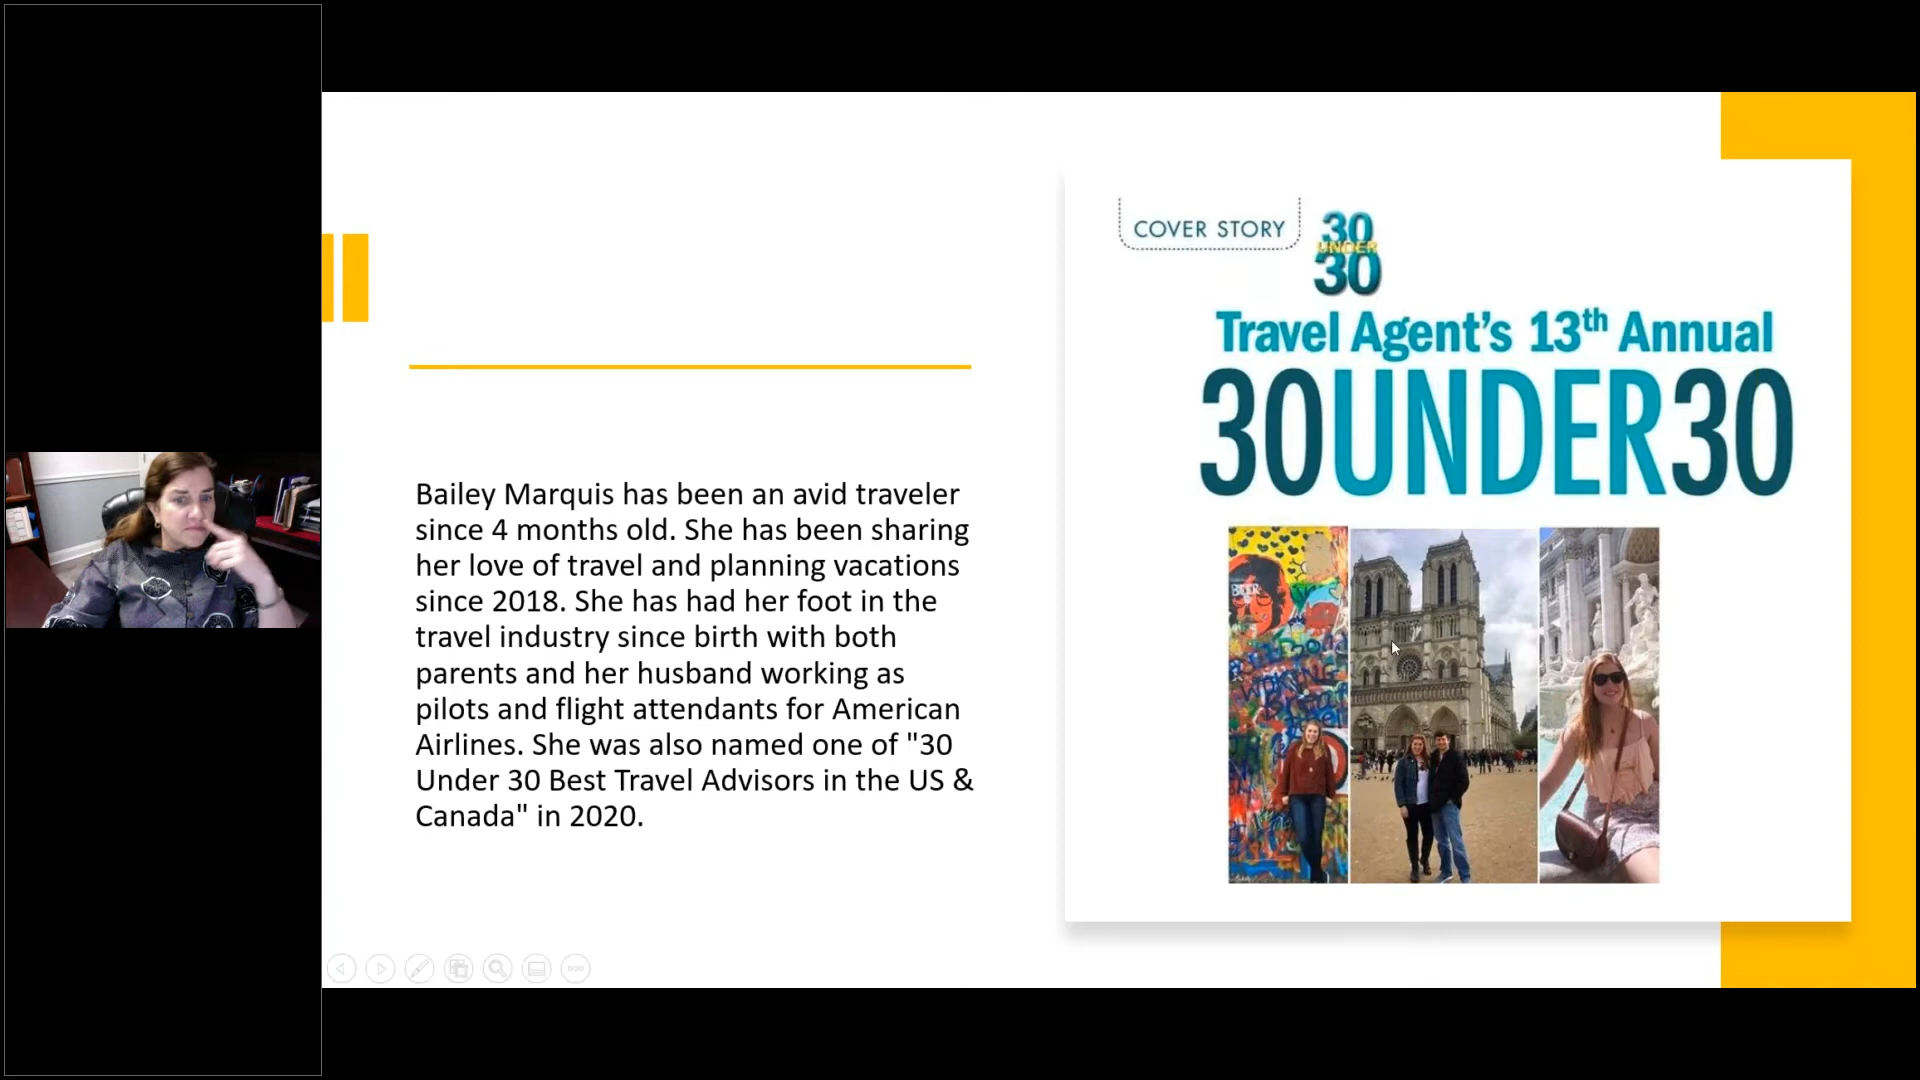 COVER STORY
30
UNDER
30
Travel Agent's 13th Annual
30UNDER30
Bailey Marquis has been an avid traveler
since 4 months old. She has been sharing
her love of travel and planning vacations
since 2018. She has had her foot in the
travel industry since birth with both
parents and her husband working as
pilots and flight attendants for American
Airlines. She was also named one of "30
Under 30 Best Travel Advisors in the US &
Canada" in 2020.